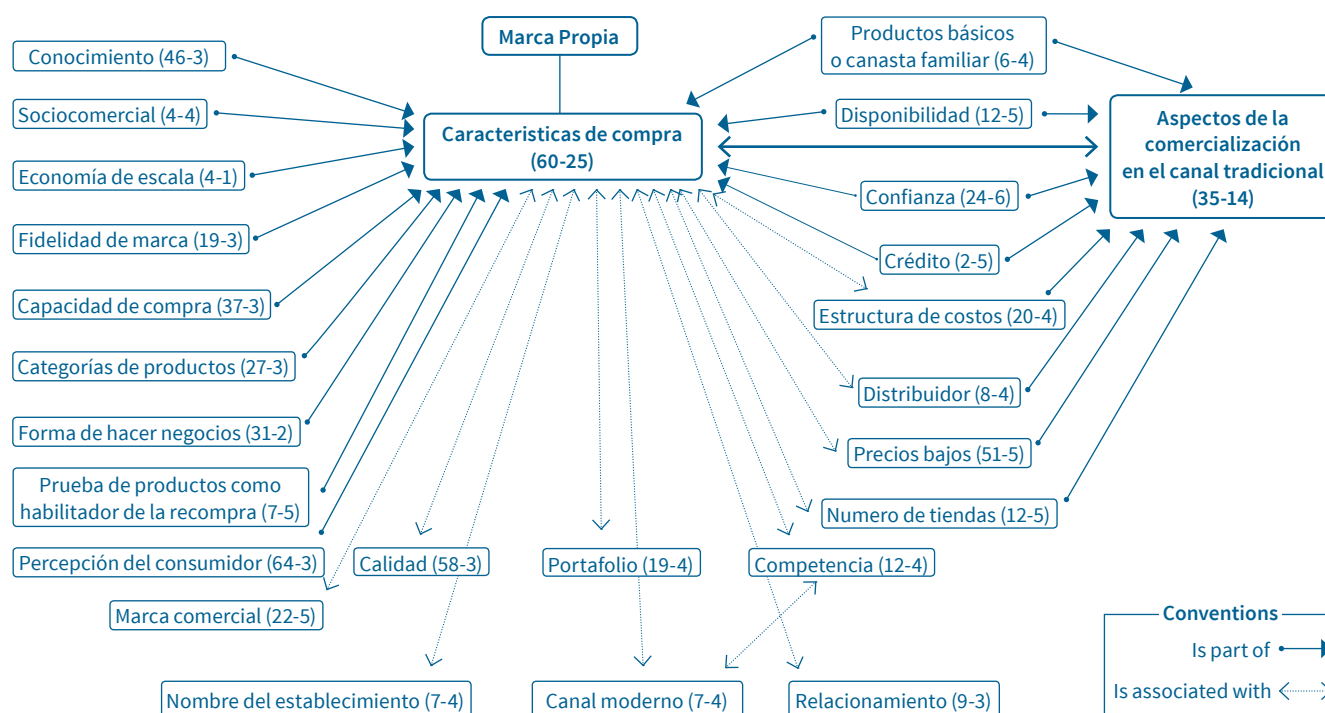 Marca Propia
Productos básicos
o canasta familiar (6-4)
Conocimiento (46-3)
Sociocomercial (4-4)
Economía de escala (4-1)
Fidelidad de marca (19-3)
Capacidad de compra (37-3)
Categorías de productos (27-3)
Forma de hacer negocios (31-2)
Prueba de productos como
habilitador de la recompra (7-5)
Percepción del consumidor (64-3)
Marca comercial (22-5)
Caracteristicas de compra
(60-25)
Disponibilidad (12-5)
Confianza (24-6)
Crédito (2-5)
Estructura de costos (20-4)
Distribuidor (8-4)
Precios bajos (51-5)
Numero de tiendas (12-5)
Aspectos de la
comercialización
en el canal tradicional
(35-14)
Calidad (58-3)
Portafolio (19-4)
Competencia (12-4)
Nombre del establecimiento (7-4)
Canal moderno (7-4)
Relacionamiento (9-3)
Conventions
Is part of
Is associated with